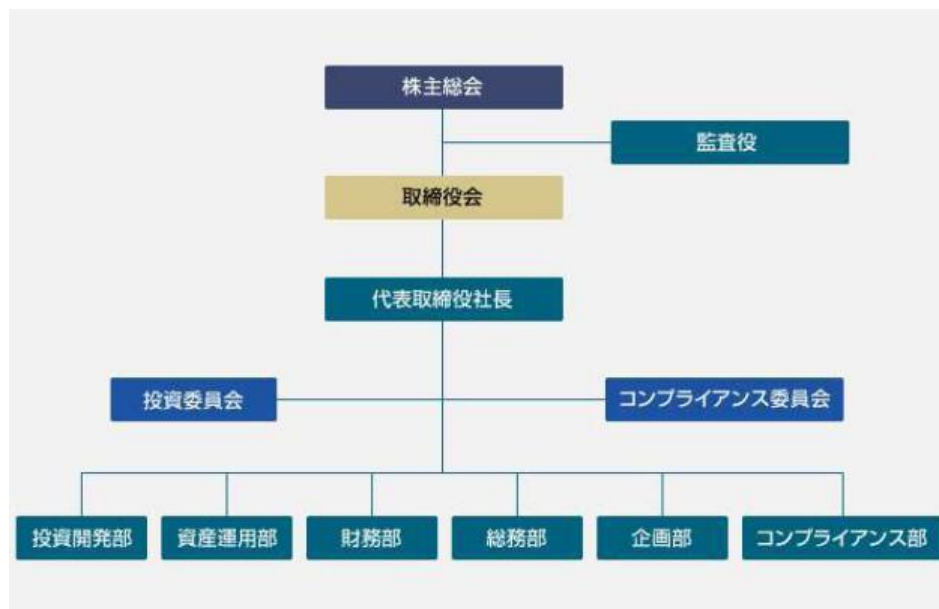 株主総会
監査役
取締役会
代表取締役社長
投資委員会
コンプライアンス委員会
投資開発部
資産運用部
財務部
総務部
企画部
コンプライアンス部